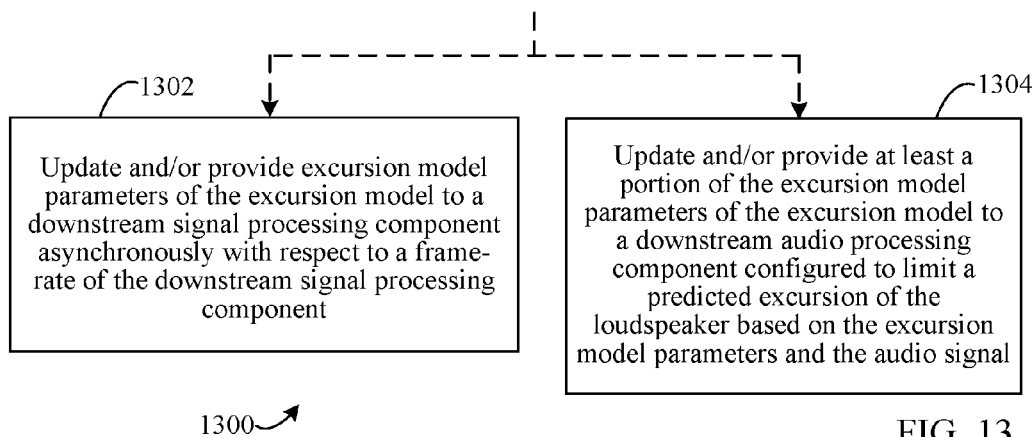 1302
Update and/or provide excursion model
parameters of the excursion model to a
downstream signal processing component
asynchronously with respect to a frame-
rate of the downstream signal processing
component
1304
Update and/or provide at least a
portion of the excursion model
parameters of the excursion model to
a downstream audio processing
component configured to limit a
predicted excursion of the
loudspeaker based on the excursion
model parameters and the audio signal
1300
FIG. 13